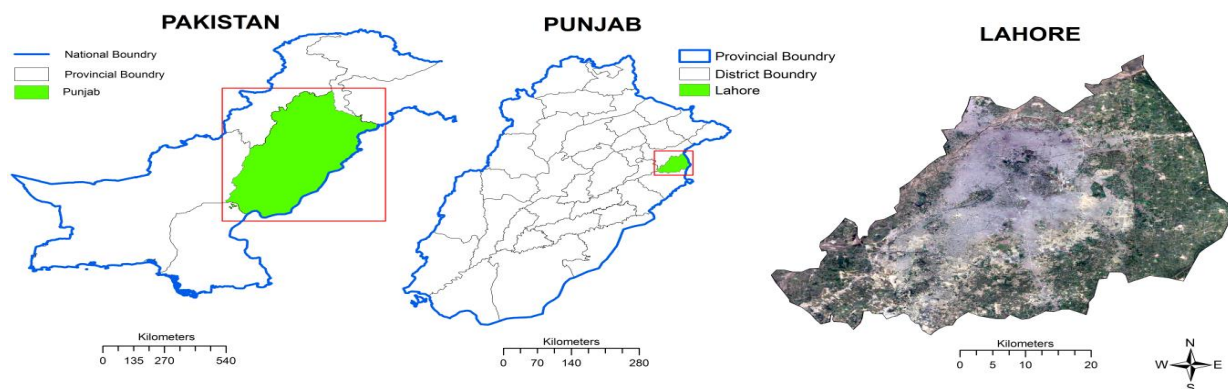 PAKISTAN
National Boundry
Provincial Boundry
Punjab
Kilometers
0 135 270 540
PUNJAB
Provincial Boundry
District Boundry
Lahore
Kilometers
0 70 140 280
LAHORE
Kilometers
0 5 10 20
N
W E
S